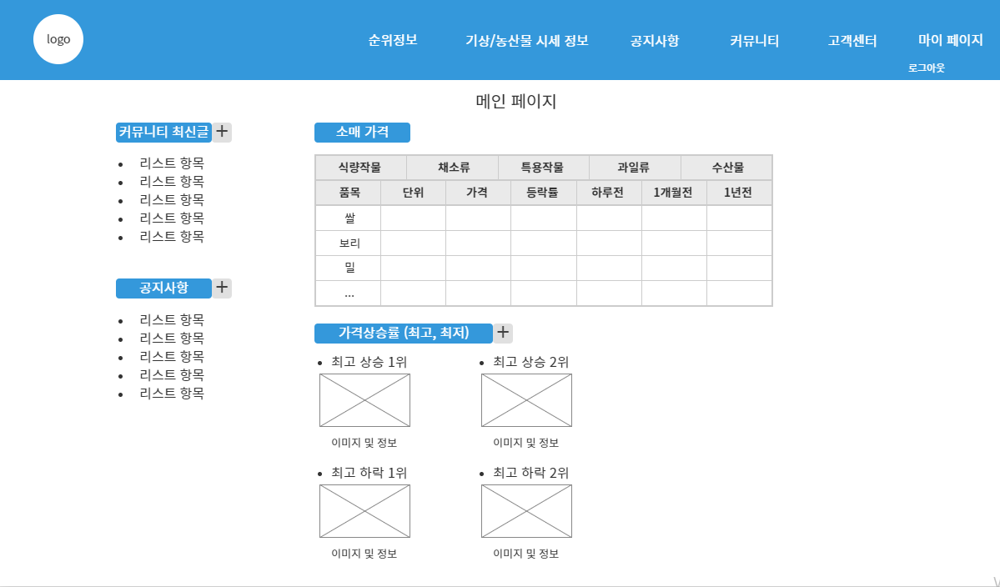 logo
순위정보 기상/농산물 시세 정보 공지사항 커뮤니티 고객센터 마이 페이지
로그아웃
메인 페이지
커뮤니티 최신글 +
리스트 항목
리스트 항목
리스트 항목
리스트 항목
리스트 항목
공지사항 +
리스트 항목
리스트 항목
리스트 항목
리스트 항목
리스트 항목
소매 가격
식량작물 채소류 특용작물 과일류 수산물
품목 단위 가격 등락률 하루전 1개월전 1년전
쌀
보리
밀
...
가격상승률 (최고, 최저) +
최고 상승 1위 최고 상승 2위
이미지 및 정보 이미지 및 정보
최고 하락 1위 최고 하락 2위
이미지 및 정보 이미지 및 정보